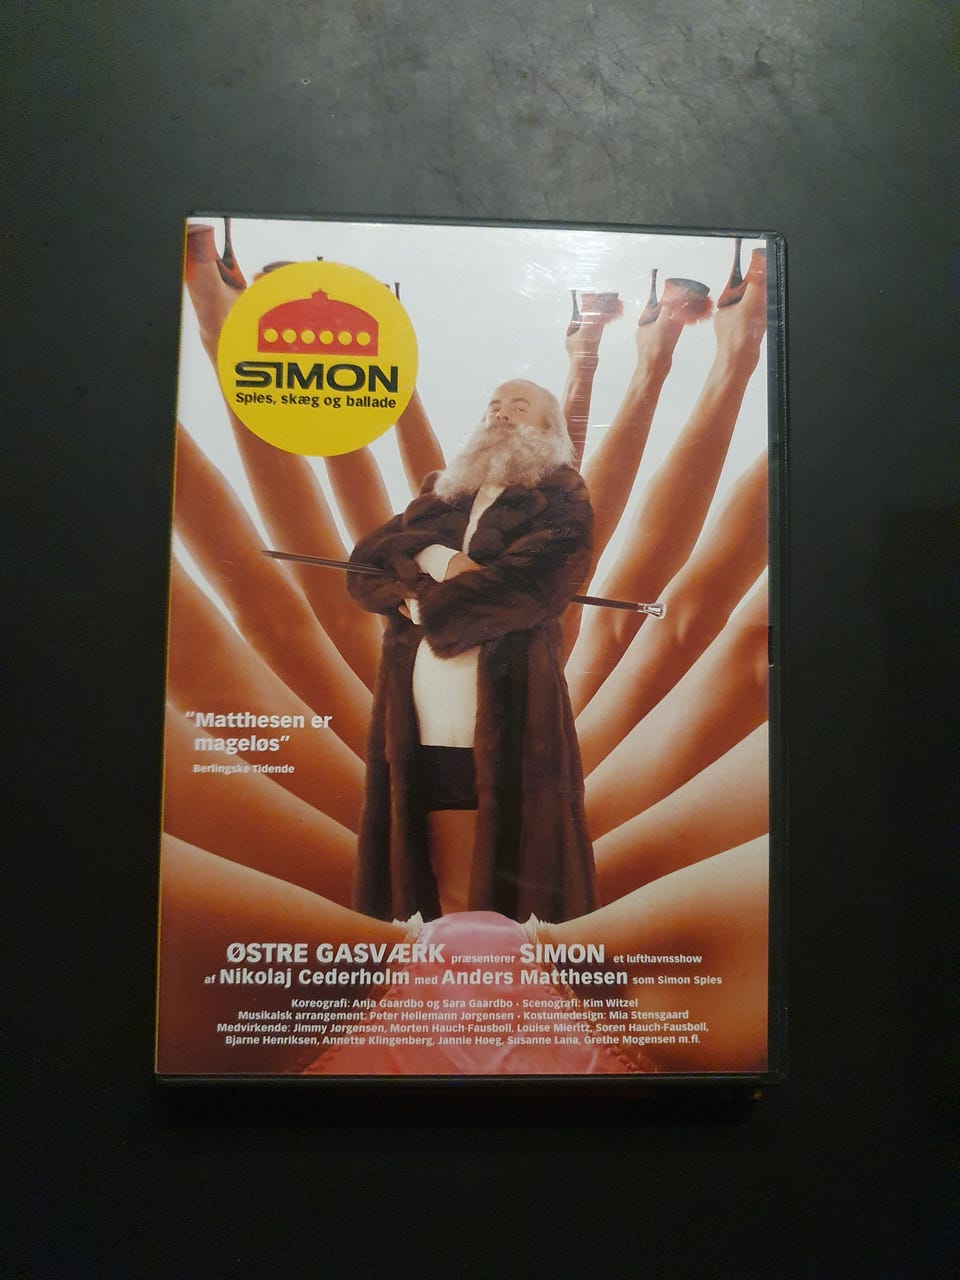 SIMON
Spies, skæg og ballade
"Matthesen er
mageløs"
Berlingske Tidende
ØSTRE GASVÆRK præsenterer SIMON et lufthavnsshow
af Nikolaj Cederholm med Anders Matthesen som Simon Spies
Koreografi: Anja Gaardbo og Sara Gaardbo · Scenografi: Kim Witzel
Musikalsk arrangement: Peter Hellemann Jørgensen · Kostumedesign: Mia Stensgaard
Medvirkende: Jimmy Jørgensen, Morten Hauch-Fausbøll, Louise Mieritz, Søren Hauch-Fausbøll,
Bjarne Henriksen, Annette Klingenberg, Jannie Høeg, Susanne Lana, Grethe Mogensen m.fl.